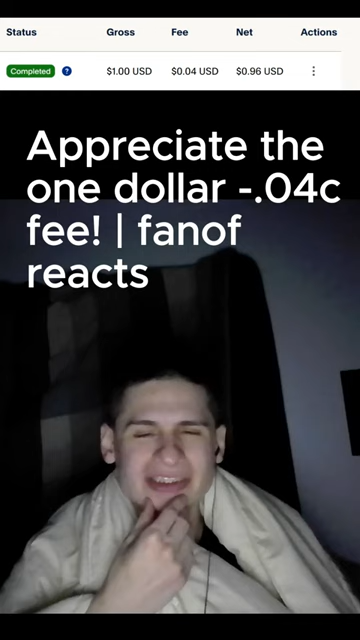 Status Gross Fee Net Actions
Completed ? $1.00 USD $0.04 USD $0.96 USD
Appreciate the
one dollar -.04c
fee! | fanof
reacts